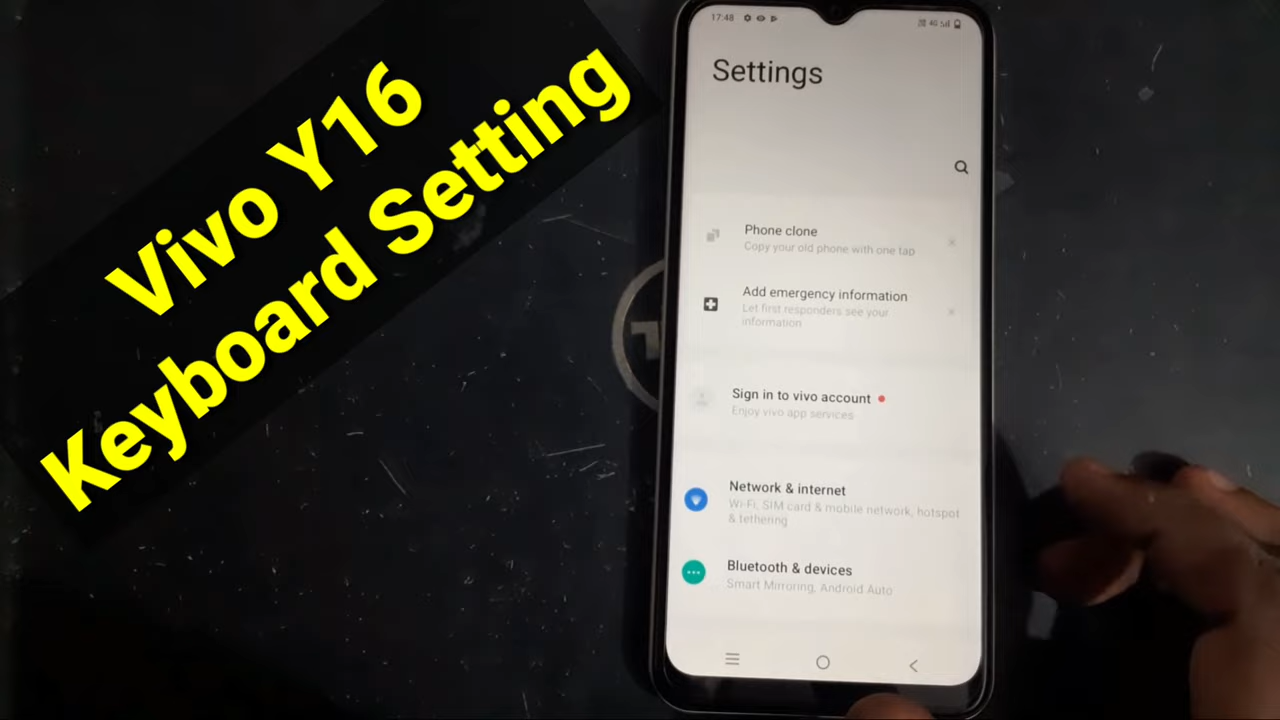 Vivo Y16
Keyboard Setting
17:48
4G
Settings
Phone clone
Copy your old phone with one tap
Add emergency information
Let first responders see your
information
Sign in to vivo account
Enjoy vivo app services
Network & internet
Wi-Fi, SIM card & mobile network, hotspot
& tethering
Bluetooth & devices
Smart Mirroring, Android Auto